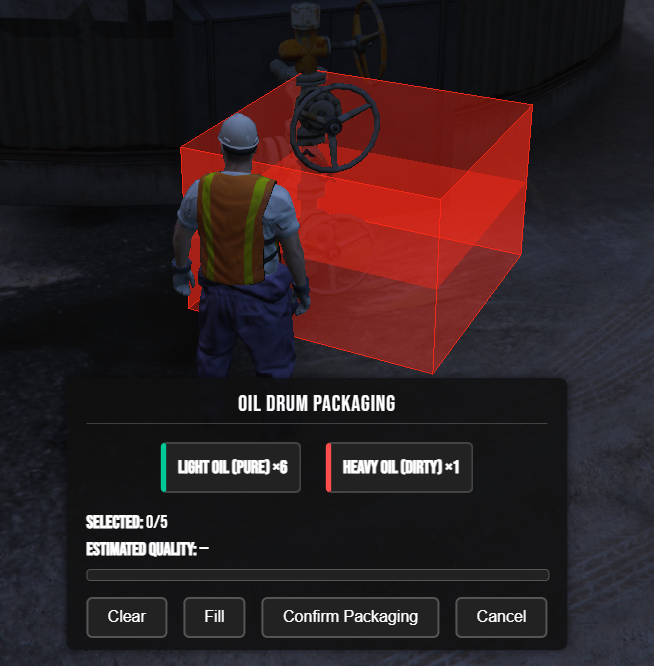 OIL DRUM PACKAGING
LIGHT OIL (PURE) ×6
HEAVY OIL (DIRTY) ×1
SELECTED: 0/5
ESTIMATED QUALITY: –
Clear
Fill
Confirm Packaging
Cancel